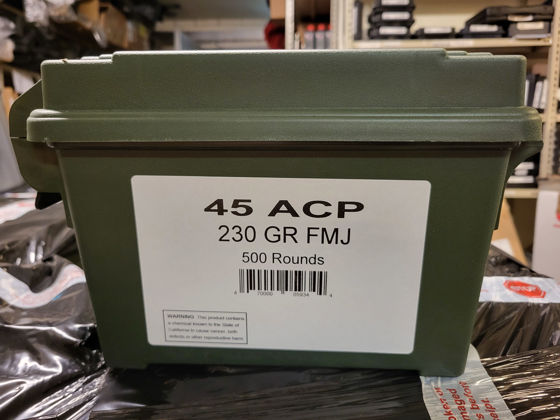 45 ACP
230 GR FMJ
500 Rounds
WARNING: This product contains
a chemical known to the State of
California to cause cancer, birth
defects or other reproductive harm.
STOP